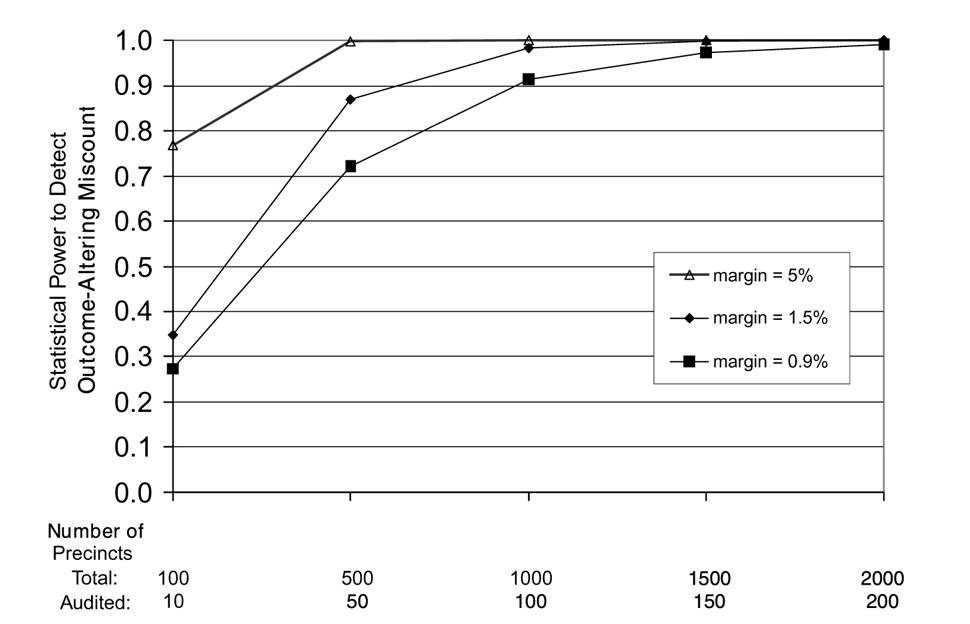 Statistical Power to Detect
Outcome-Altering Miscount
1.0
0.9
0.8
0.7
0.6
0.5
0.4
0.3
0.2
0.1
0.0
margin = 5%
margin = 1.5%
margin = 0.9%
Number of
Precincts
Total: 100 500 1000 1500 2000
Audited: 10 50 100 150 200